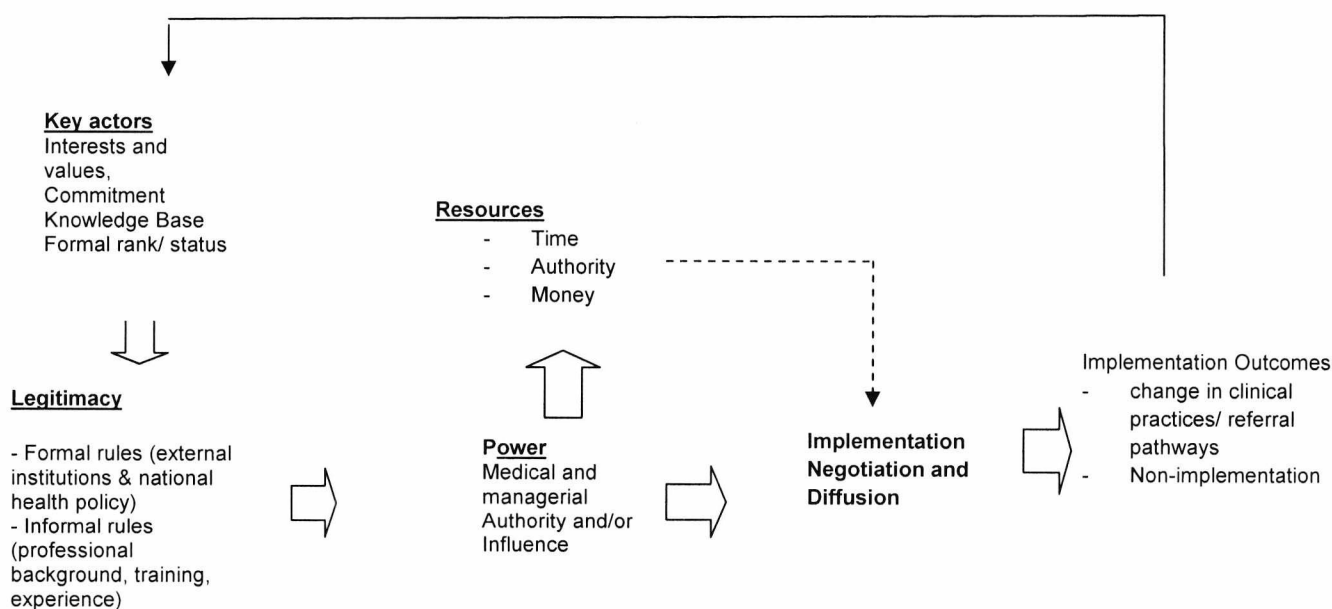 Key actors
Interests and
values,
Commitment
Knowledge Base
Formal rank/ status
Resources
- Time
- Authority
- Money
Legitimacy
- Formal rules (external
institutions & national
health policy)
- Informal rules
(professional
background, training,
experience)
Power
Medical and
managerial
Authority and/or
Influence
Implementation
Negotiation and
Diffusion
Implementation Outcomes
- change in clinical
practices/ referral
pathways
- Non-implementation